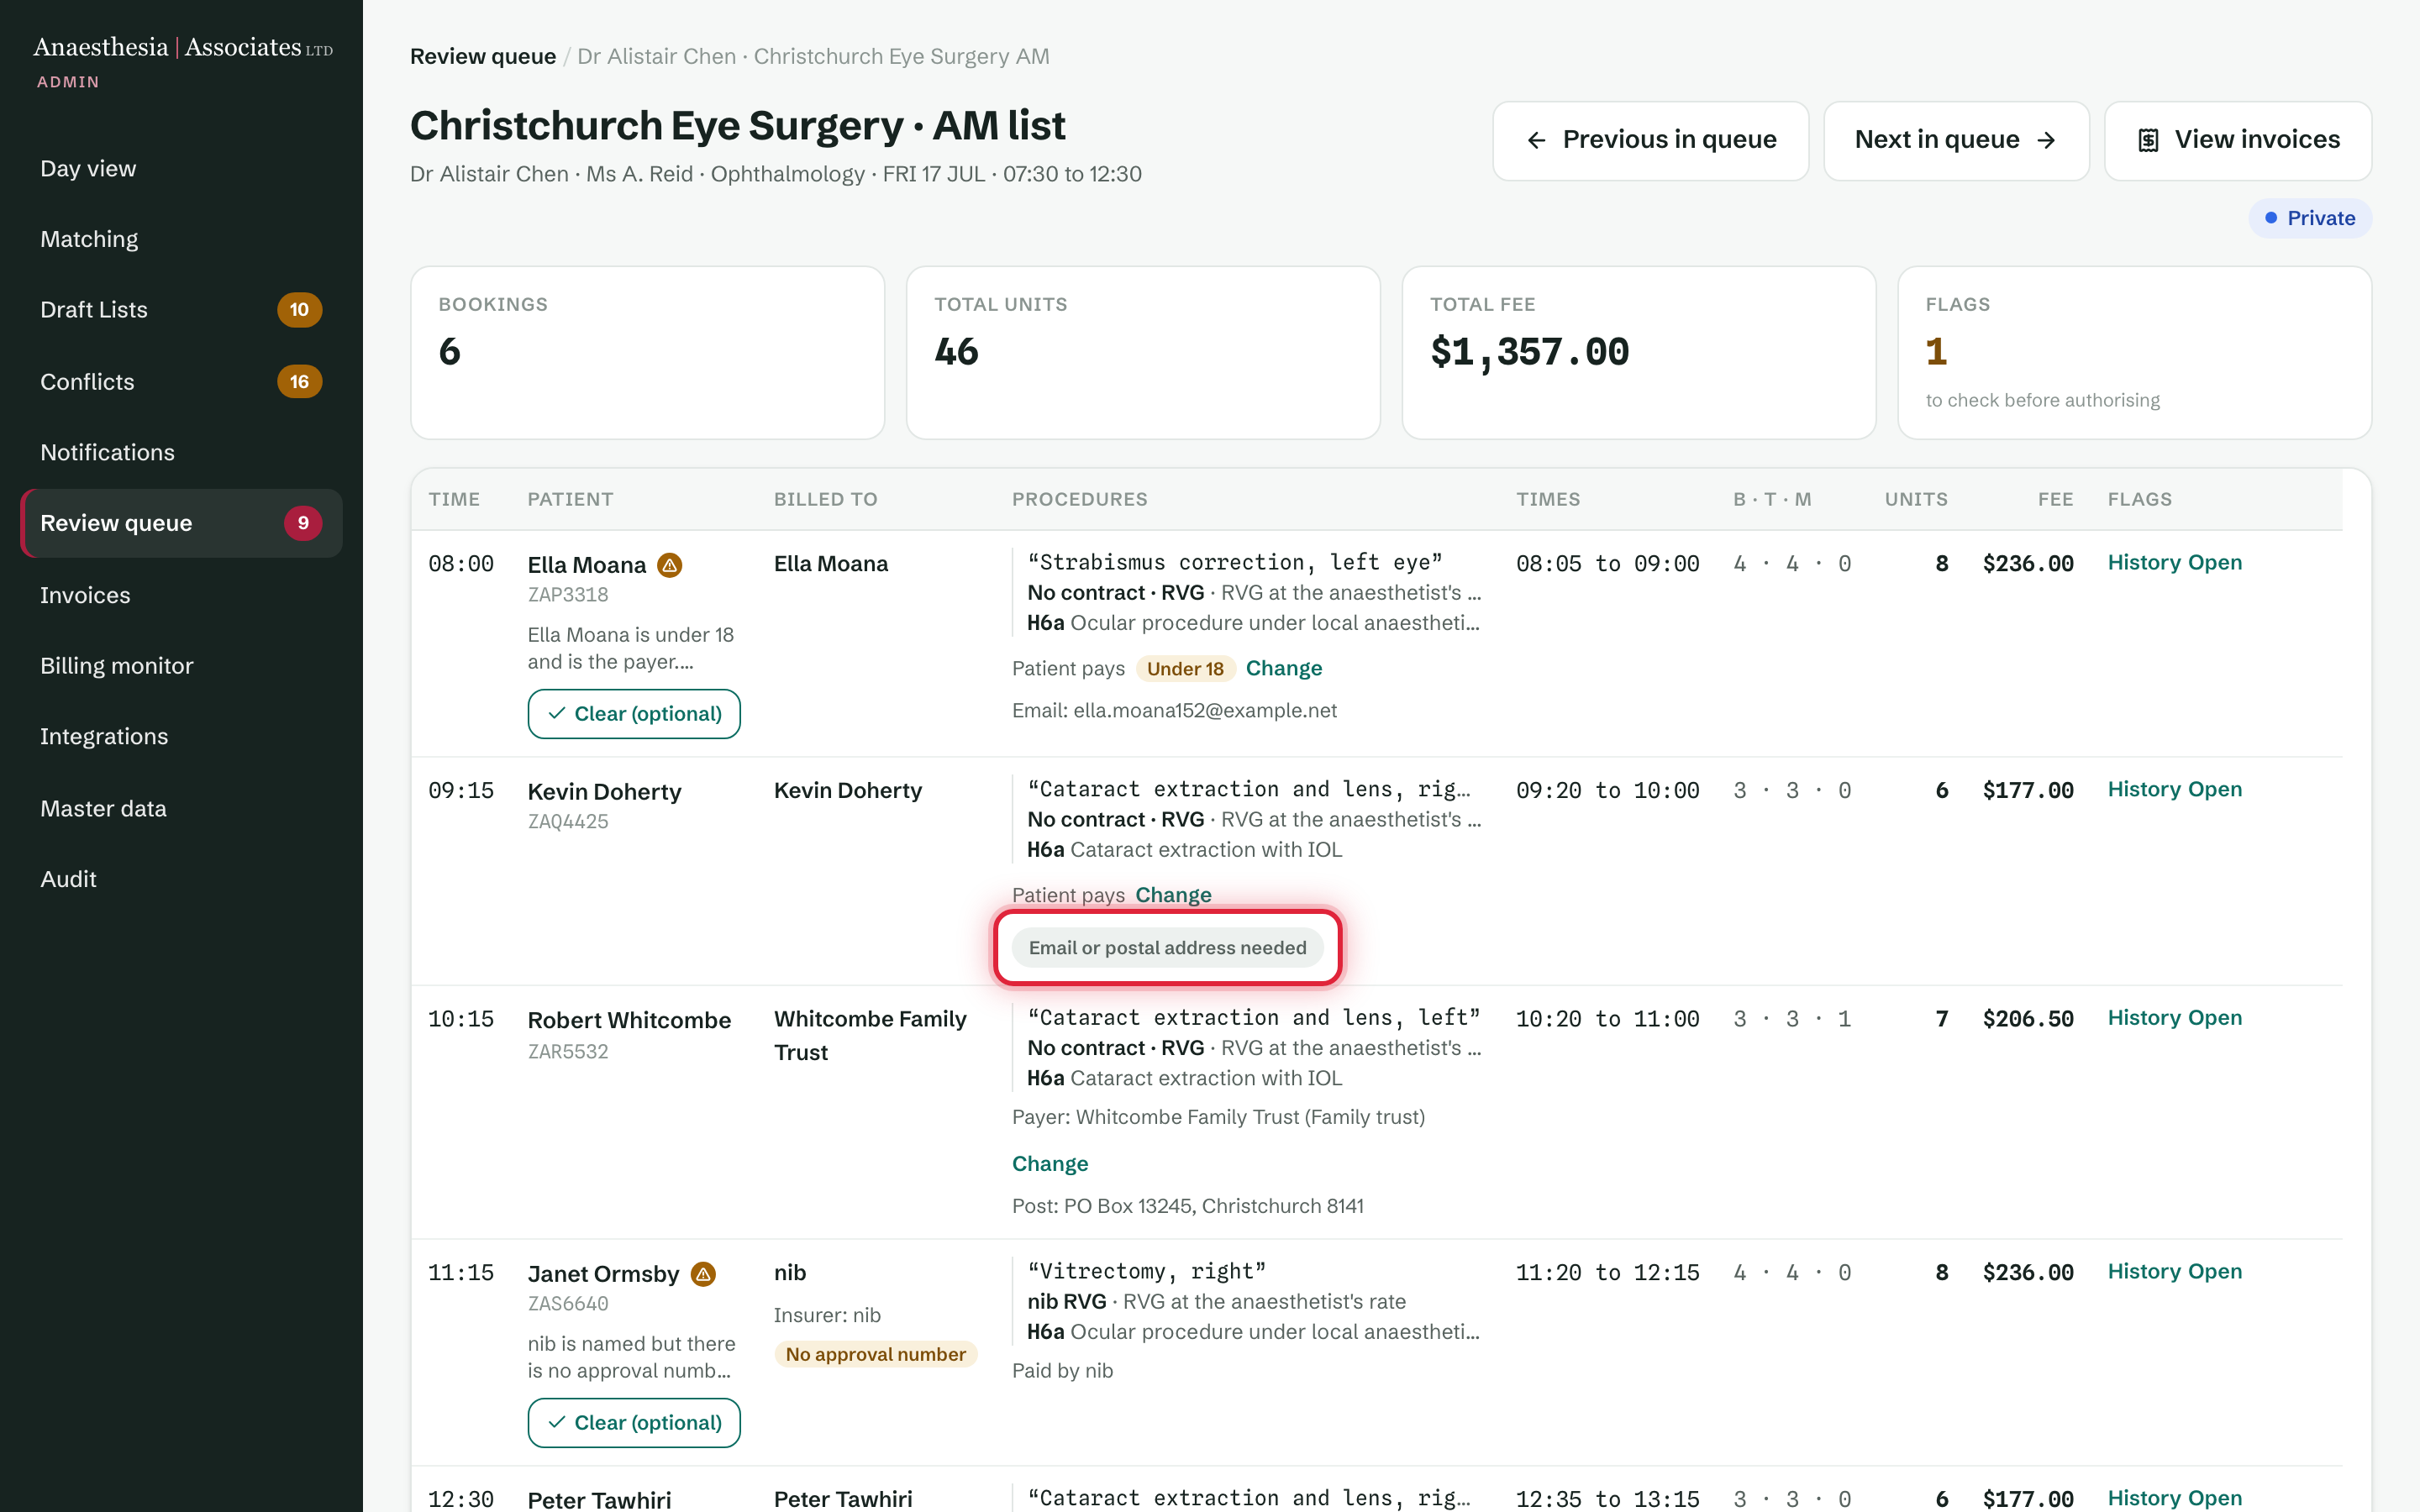 Anaesthesia | Associates LTD
ADMIN
Day view
Matching
Draft Lists 10
Conflicts 16
Notifications
Review queue 9
Invoices
Billing monitor
Integrations
Master data
Audit
Review queue / Dr Alistair Chen · Christchurch Eye Surgery AM
Christchurch Eye Surgery · AM list
Dr Alistair Chen · Ms A. Reid · Ophthalmology · FRI 17 JUL · 07:30 to 12:30
← Previous in queue
Next in queue →
View invoices
Private
BOOKINGS
6
TOTAL UNITS
46
TOTAL FEE
$1,357.00
FLAGS
1
to check before authorising
TIME PATIENT BILLED TO PROCEDURES TIMES B · T · M UNITS FEE FLAGS
08:00
Ella Moana
ZAP3318
Ella Moana is under 18
and is the payer....
✓ Clear (optional)
Ella Moana
“Strabismus correction, left eye”
No contract · RVG · RVG at the anaesthetist's ...
H6a Ocular procedure under local anaestheti...
Patient pays Under 18 Change
Email: ella.moana152@example.net
08:05 to 09:00
4 · 4 · 0
8
$236.00
History Open
09:15
Kevin Doherty
ZAQ4425
Kevin Doherty
“Cataract extraction and lens, rig…
No contract · RVG · RVG at the anaesthetist's ...
H6a Cataract extraction with IOL
Patient pays Change
Email or postal address needed
09:20 to 10:00
3 · 3 · 0
6
$177.00
History Open
10:15
Robert Whitcombe
ZAR5532
Whitcombe Family
Trust
“Cataract extraction and lens, left”
No contract · RVG · RVG at the anaesthetist's ...
H6a Cataract extraction with IOL
Payer: Whitcombe Family Trust (Family trust)
Change
Post: PO Box 13245, Christchurch 8141
10:20 to 11:00
3 · 3 · 1
7
$206.50
History Open
11:15
Janet Ormsby
ZAS6640
nib is named but there
is no approval numb...
✓ Clear (optional)
nib
Insurer: nib
No approval number
“Vitrectomy, right”
nib RVG · RVG at the anaesthetist's rate
H6a Ocular procedure under local anaestheti...
Paid by nib
11:20 to 12:15
4 · 4 · 0
8
$236.00
History Open
12:30
Peter Tawhiri
Peter Tawhiri
“Cataract extraction and lens, rig…
12:35 to 13:15
3 · 3 · 0
6
$177.00
History Open